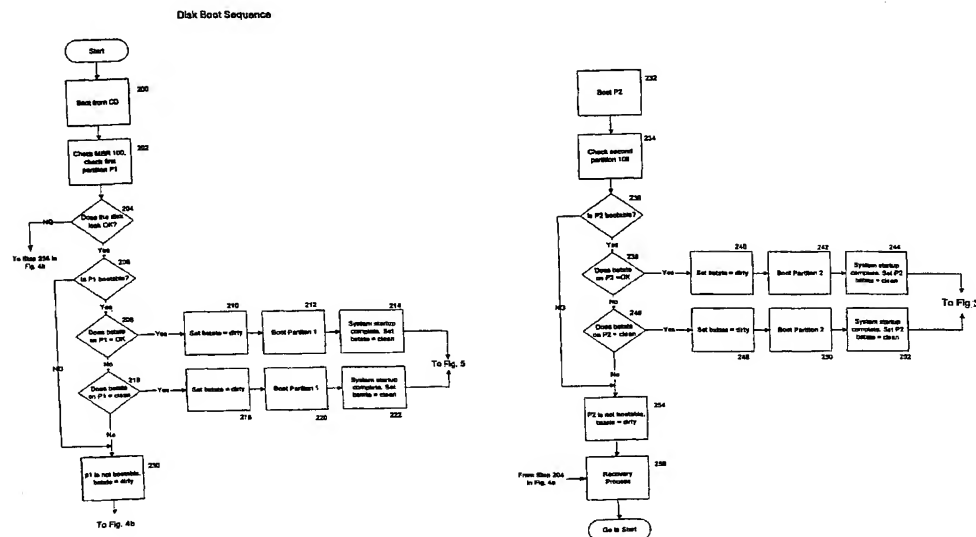 Disk Boot Sequence
Start
200
Boot from CD
202
Check MBR 100,
check first
partition P1
204
Does the disk
look OK?
NO
To Step 256 in
Fig. 4b
Yes
206
Is P1 bootable?
Yes
208
Does bstate
on P1 = OK
Yes
210
Set bstate = dirty
212
Boot Partition 1
214
System startup
complete. Set
bstate = clean
To Fig. 5
No
NO
Does bstate
on P1 = clean
Yes
Set bstate = dirty
Boot Partition 1
220
System startup
complete. Set
bstate = clean
222
No
230
p1 is not bootable,
bstate = dirty
To Fig. 4b
232
Boot P2
234
Check second
partition 108
236
Is P2 bootable?
Yes
238
Does bstate
on P2 =OK
Yes
240
Set bstate = dirty
242
Boot Partition 2
244
System startup
complete. Set P2
bstate = clean
To Fig.
No
NO
246
Does bstate
on P2 = clean
Yes
Set bstate = dirty
248
Boot Partition 2
250
System startup
complete. Set P2
bstate = clean
252
No
254
P2 is not bootable,
bstate = dirty
From Step 204
in Fig. 4a
Recovery
Process
Go to Start